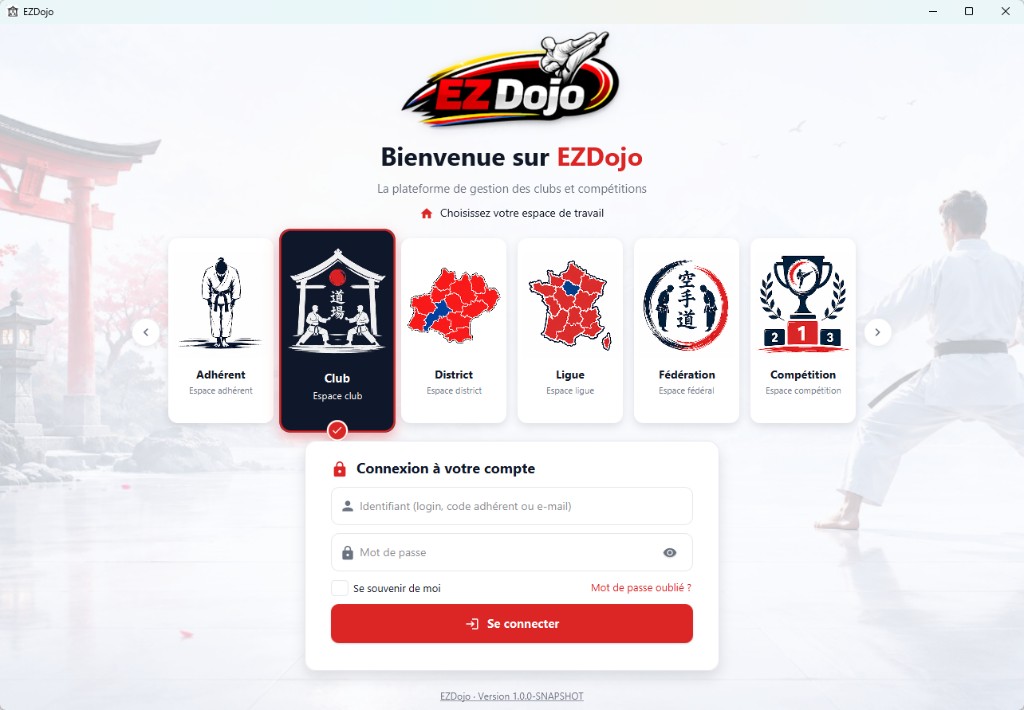 EZDojo
EZ Dojo
Bienvenue sur EZDojo
La plateforme de gestion des clubs et compétitions
Choisissez votre espace de travail
道場
空手道
2 1 3
Adhérent
Espace adhérent
Club
Espace club
District
Espace district
Ligue
Espace ligue
Fédération
Espace fédéral
Compétition
Espace compétition
Connexion à votre compte
Identifiant (login, code adhérent ou e-mail)
Mot de passe
Se souvenir de moi
Mot de passe oublié ?
Se connecter
EZDojo - Version 1.0.0-SNAPSHOT